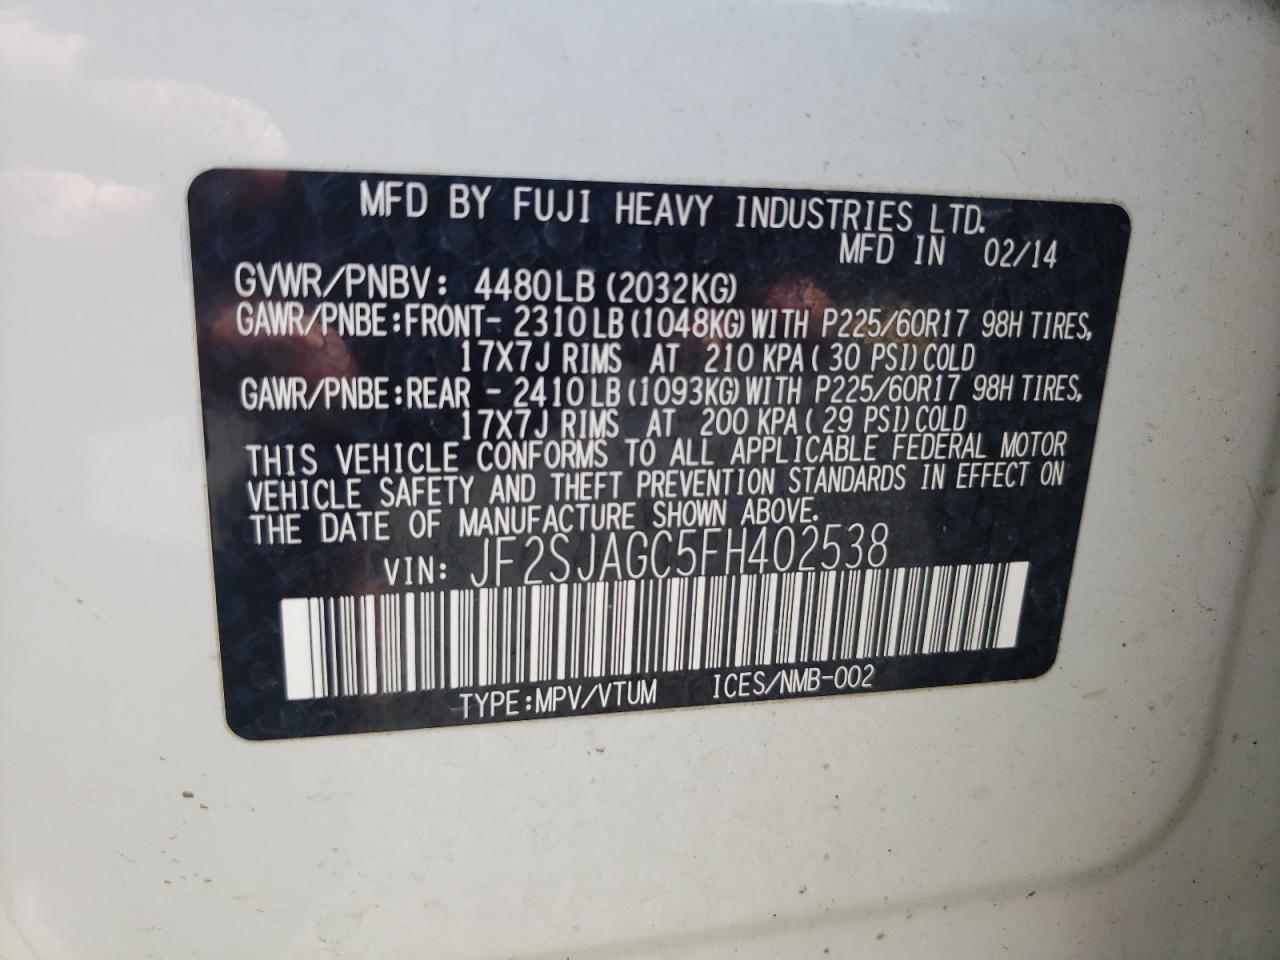 MFD BY FUJI HEAVY INDUSTRIES LTD.
MFD IN 02/14
GVWR/PNBV: 4480LB (2032KG)
GAWR/PNBE:FRONT- 2310LB (1048KG) WITH P225/60R17 98H TIRES,
17X7J RIMS AT 210 KPA ( 30 PSI) COLD
GAWR/PNBE:REAR - 2410LB (1093KG) WITH P225/60R17 98H TIRES,
17X7J RIMS AT 200 KPA ( 29 PSI) COLD
THIS VEHICLE CONFORMS TO ALL APPLICABLE FEDERAL MOTOR
VEHICLE SAFETY AND THEFT PREVENTION STANDARDS IN EFFECT ON
THE DATE OF MANUFACTURE SHOWN ABOVE.
VIN: JF2SJAGC5FH402538
TYPE:MPV/VTUM ICES/NMB-002